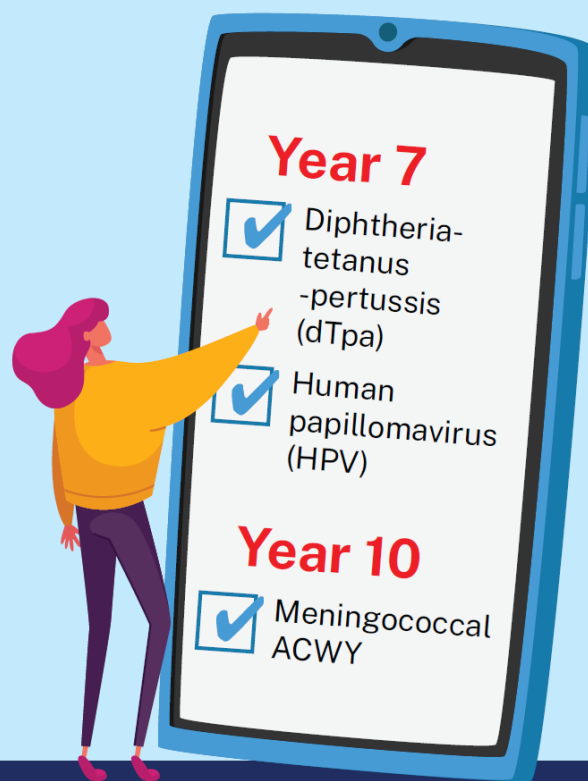 Year 7
Diphtheria-
tetanus
-pertussis
(dTpa)
Human
papillomavirus
(HPV)
Year 10
Meningococcal
ACWY